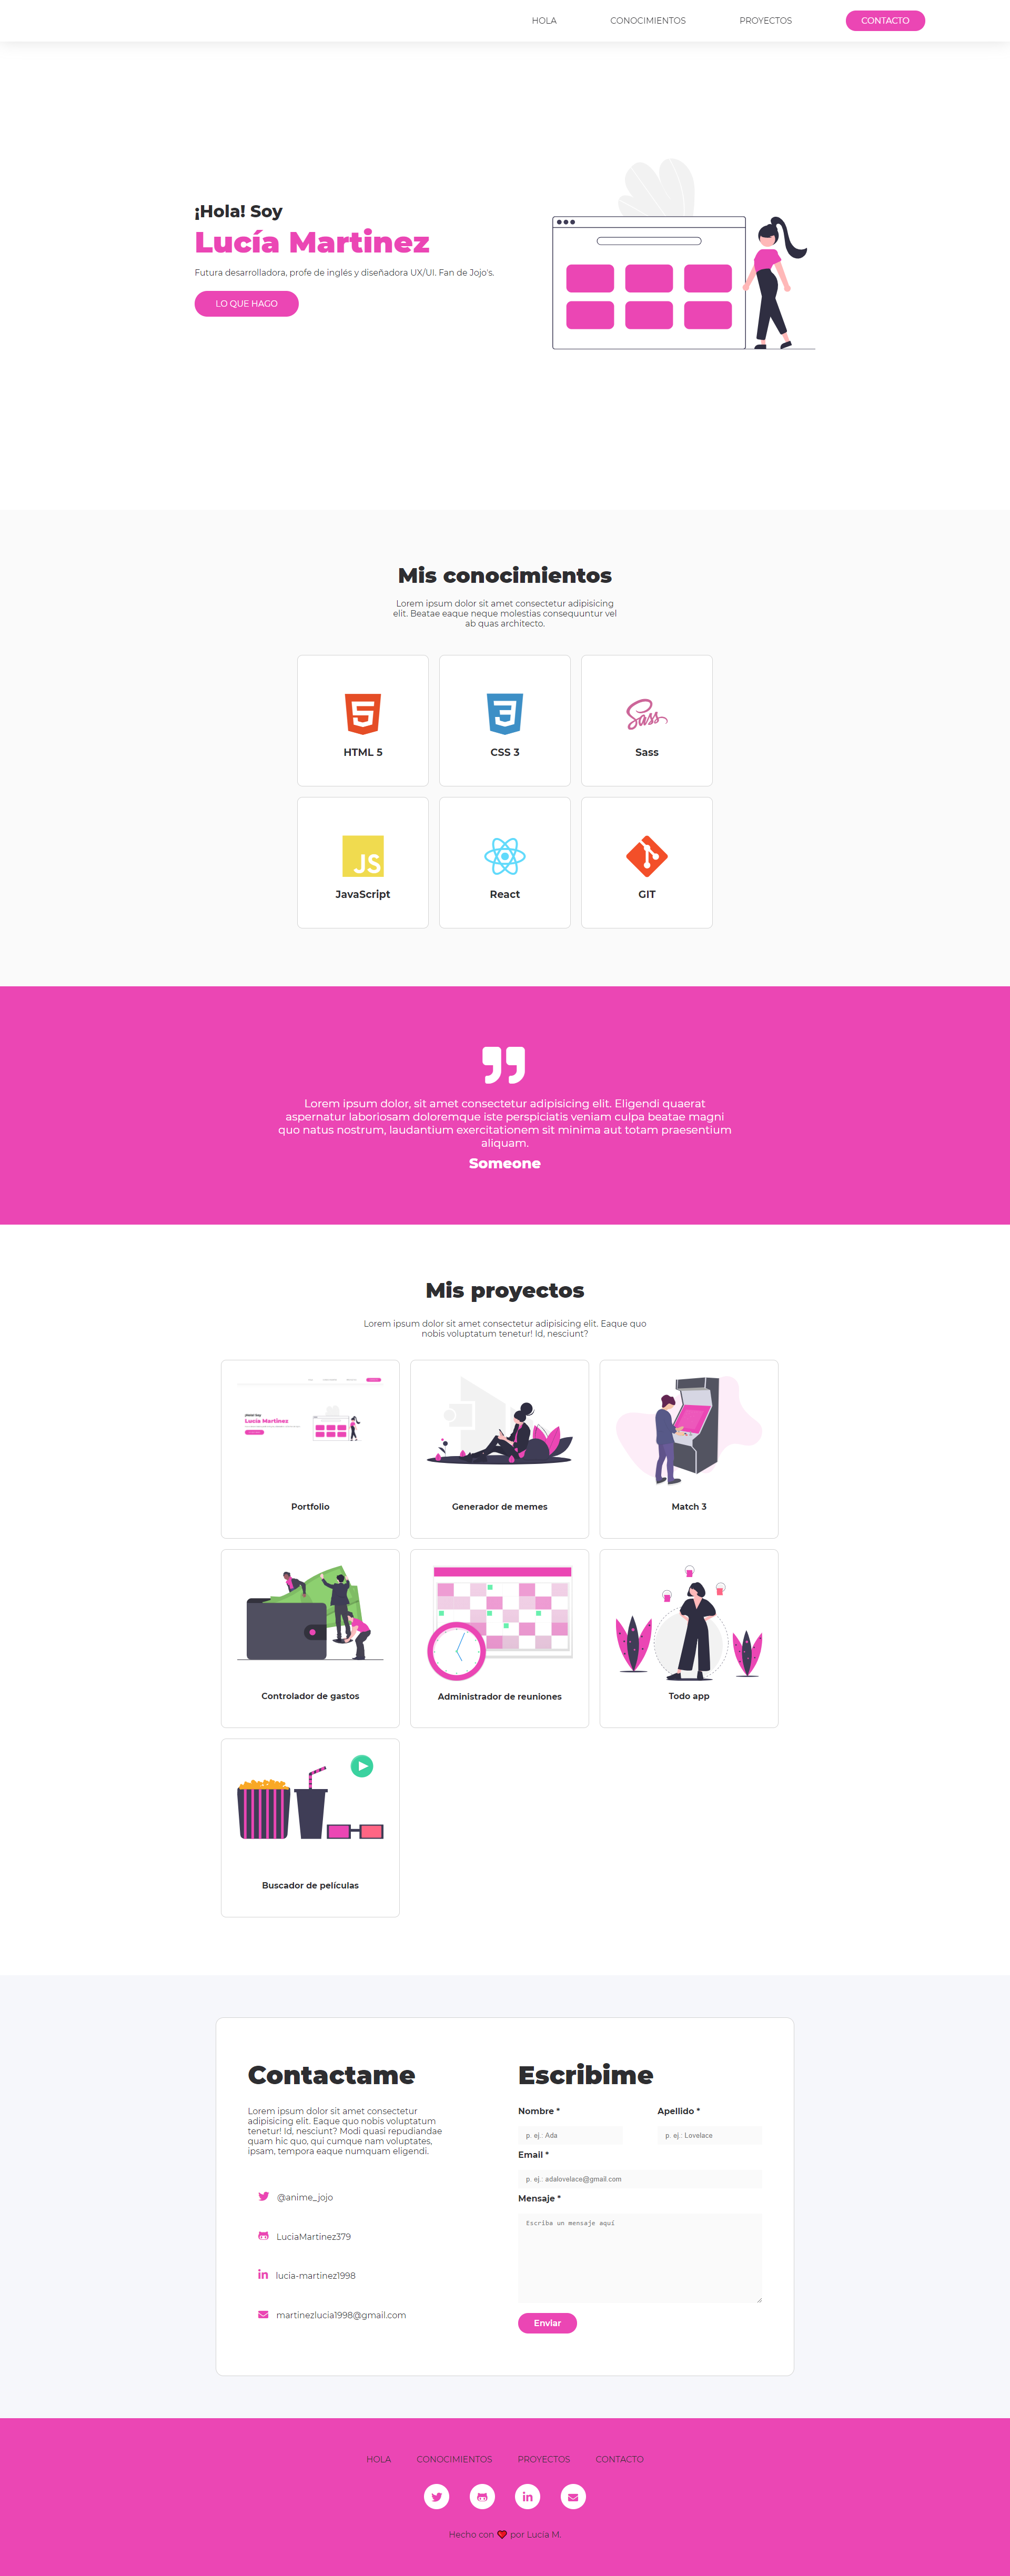 HOLA
CONOCIMIENTOS
PROYECTOS
CONTACTO
¡Hola! Soy
Lucía Martinez
Futura desarrolladora, profe de inglés y diseñadora UX/UI. Fan de Jojo's.
LO QUE HAGO
Mis conocimientos
Lorem ipsum dolor sit amet consectetur adipisicing
elit. Beatae eaque neque molestias consequuntur vel
ab quas architecto.
HTML 5
CSS 3
Sass
Sass
JS
JavaScript
React
GIT
Lorem ipsum dolor, sit amet consectetur adipisicing elit. Eligendi quaerat
aspernatur laboriosam doloremque iste perspiciatis veniam culpa beatae magni
quo natus nostrum, laudantium exercitationem sit minima aut totam praesentium
aliquam.
Someone
Mis proyectos
Lorem ipsum dolor sit amet consectetur adipisicing elit. Eaque quo
nobis voluptatum tenetur! Id, nesciunt?
Lucía Martinez
Portfolio
Generador de memes
Match 3
Controlador de gastos
Administrador de reuniones
Todo app
Buscador de películas
Contactame
Lorem ipsum dolor sit amet consectetur
adipisicing elit. Eaque quo nobis voluptatum
tenetur! Id, nesciunt? Modi quasi repudiandae
quam hic quo, qui cumque nam voluptates,
ipsam, tempora eaque numquam eligendi.
@anime_jojo
LuciaMartinez379
in lucia-martinez1998
martinezlucia1998@gmail.com
Escribime
Nombre *
Apellido *
p. ej.: Ada
p. ej.: Lovelace
Email *
p. ej.: adalovelace@gmail.com
Mensaje *
Escriba un mensaje aquí
Enviar
HOLA
CONOCIMIENTOS
PROYECTOS
CONTACTO
in
Hecho con ❤ por Lucía M.